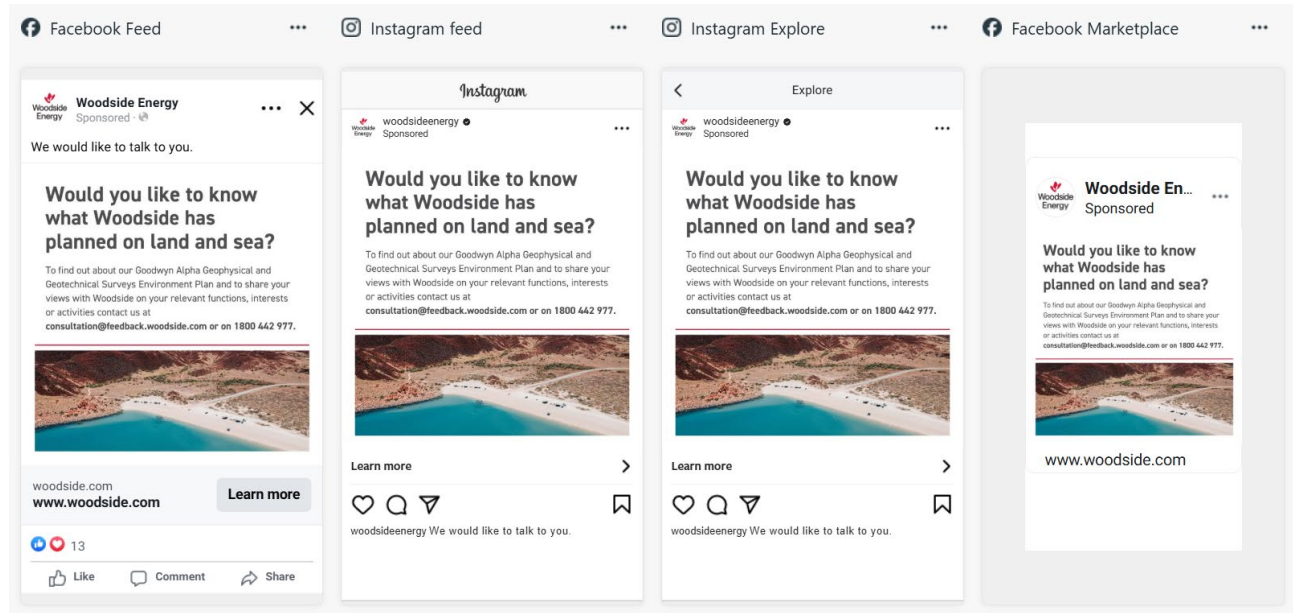 Facebook Feed
Woodside
Energy
Woodside Energy
Sponsored
We would like to talk to you.
Would you like to know
what Woodside has
planned on land and sea?
To find out about our Goodwyn Alpha Geophysical and
Geotechnical Surveys Environment Plan and to share your
views with Woodside on your relevant functions, interests
or activities contact us at
consultation@feedback.woodside.com or on 1800 442 977.
woodside.com
www.woodside.com
Learn more
13
Like
Comment
Share
Instagram feed
Instagram
Woodside
Energy
woodsideenergy
Sponsored
Would you like to know
what Woodside has
planned on land and sea?
To find out about our Goodwyn Alpha Geophysical and
Geotechnical Surveys Environment Plan and to share your
views with Woodside on your relevant functions, interests
or activities contact us at
consultation@feedback.woodside.com or on 1800 442 977.
Learn more
woodsideenergy We would like to talk to you.
Instagram Explore
Explore
Woodside
Energy
woodsideenergy
Sponsored
Would you like to know
what Woodside has
planned on land and sea?
To find out about our Goodwyn Alpha Geophysical and
Geotechnical Surveys Environment Plan and to share your
views with Woodside on your relevant functions, interests
or activities contact us at
consultation@feedback.woodside.com or on 1800 442 977.
Learn more
woodsideenergy We would like to talk to you.
Facebook Marketplace
Woodside
Energy
Woodside En...
Sponsored
Would you like to know
what Woodside has
planned on land and sea?
To find out about our Goodwyn Alpha Geophysical and
Geotechnical Surveys Environment Plan and to share your
views with Woodside on your relevant functions, interests
or activities contact us at
consultation@feedback.woodside.com or on 1800 442 977.
www.woodside.com